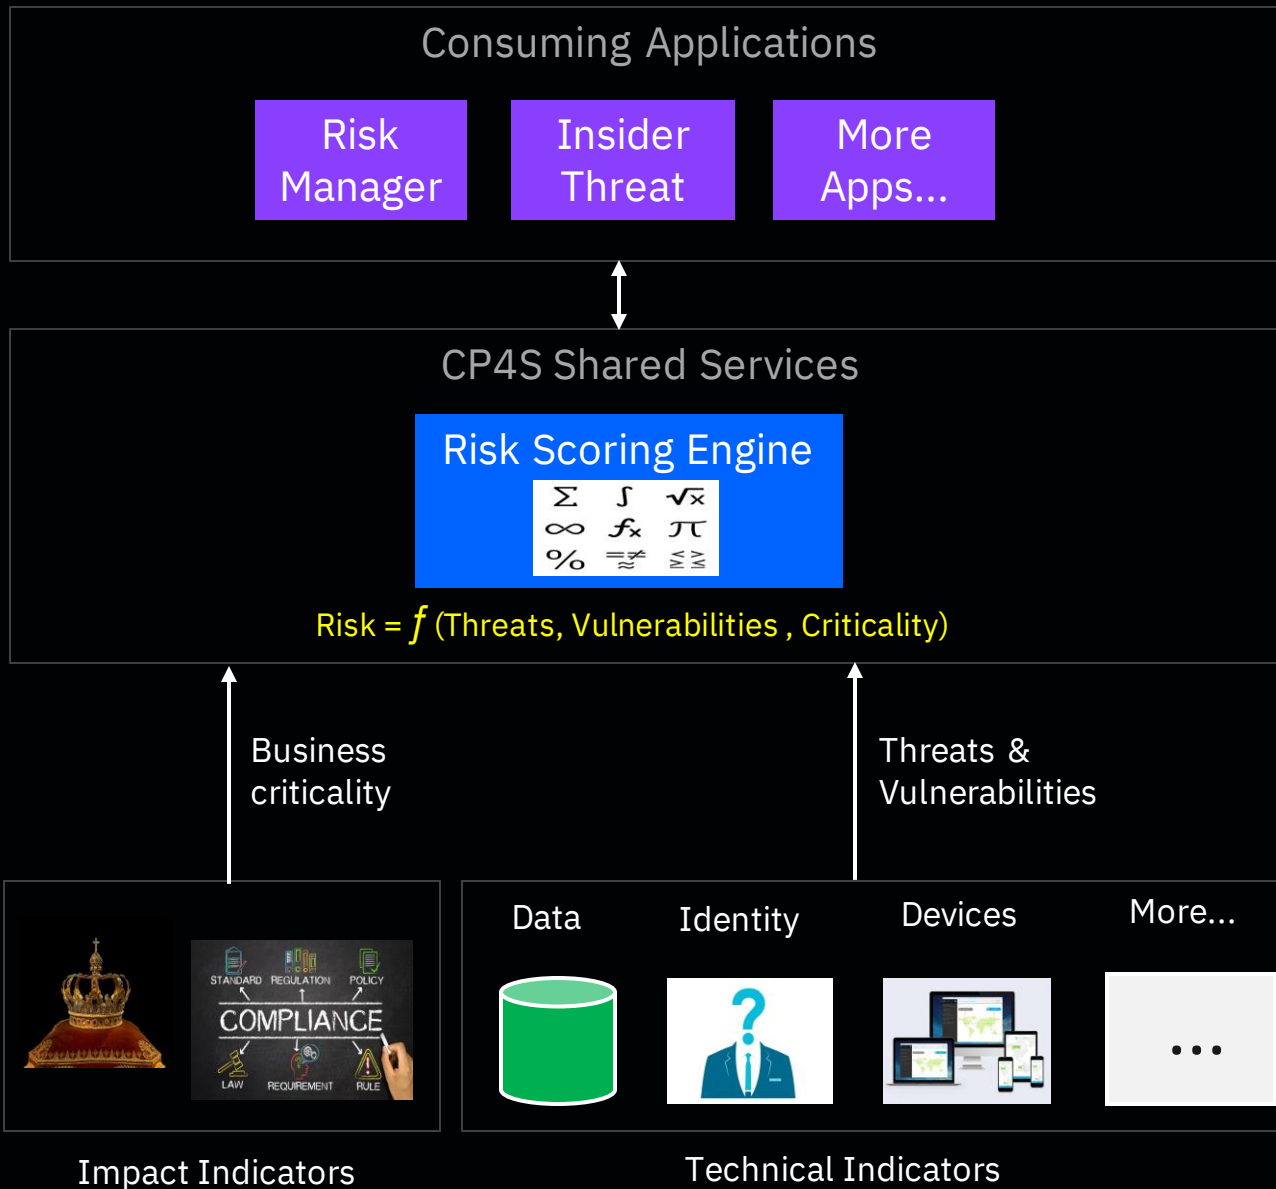 Consuming Applications
Risk
Manager
Insider
Threat
More
Apps...
CP4S Shared Services
Risk Scoring Engine
Σ ∫ √x
∞ fx π
% =≠≈ ≤≥≥≤
Risk = f (Threats, Vulnerabilities , Criticality)
Business
criticality
Threats &
Vulnerabilities
STANDARD REGULATION POLICY
COMPLIANCE
LAW REQUIREMENT RULE
Data
Identity
Devices
More...
?
...
Impact Indicators
Technical Indicators